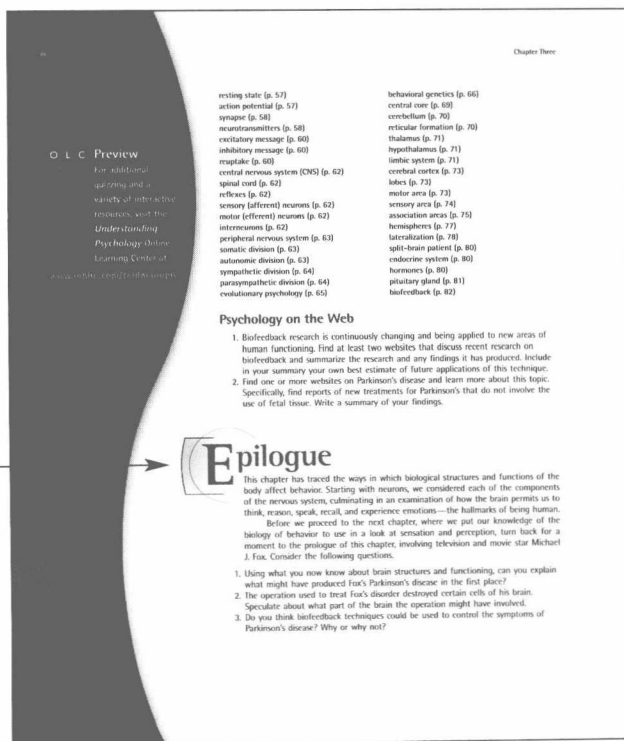 Chapter Three
resting state (p. 57)
action potential (p. 57)
synapse (p. 58)
neurotransmitters (p. 58)
excitatory message (p. 60)
inhibitory message (p. 60)
reuptake (p. 60)
central nervous system (CNS) (p. 62)
spinal cord (p. 62)
reflexes (p. 62)
sensory (afferent) neurons (p. 62)
motor (efferent) neurons (p. 62)
interneurons (p. 62)
peripheral nervous system (p. 63)
somatic division (p. 63)
autonomic division (p. 63)
sympathetic division (p. 64)
parasympathetic division (p. 64)
evolutionary psychology (p. 65)
behavioral genetics (p. 66)
central core (p. 69)
cerebellum (p. 70)
reticular formation (p. 70)
thalamus (p. 71)
hypothalamus (p. 71)
limbic system (p. 71)
cerebral cortex (p. 73)
lobes (p. 73)
motor area (p. 73)
sensory area (p. 74)
association areas (p. 75)
hemispheres (p. 77)
lateralization (p. 78)
split-brain patient (p. 80)
endocrine system (p. 80)
hormones (p. 80)
pituitary gland (p. 81)
biofeedback (p. 82)
OLC Preview
For additional
quizzing and a
variety of interactive
resources, visit the
Understanding
Psychology Online
Learning Center at
Psychology on the Web
1. Biofeedback research is continuously changing and being applied to new areas of
human functioning. Find at least two websites that discuss recent research on
biofeedback and summarize the research and any findings it has produced. Include
in your summary your own best estimate of future applications of this technique.
2. Find one or more websites on Parkinson's disease and learn more about this topic.
Specifically, find reports of new treatments for Parkinson's that do not involve the
use of fetal tissue. Write a summary of your findings.
Epilogue
This chapter has traced the ways in which biological structures and functions of the
body affect behavior. Starting with neurons, we considered each of the components
of the nervous system, culminating in an examination of how the brain permits us to
think, reason, speak, recall, and experience emotions—the hallmarks of being human.
Before we proceed to the next chapter, where we put our knowledge of the
biology of behavior to use in a look at sensation and perception, turn back for a
moment to the prologue of this chapter, involving television and movie star Michael
J. Fox. Consider the following questions.
1. Using what you now know about brain structures and functioning, can you explain
what might have produced Fox's Parkinson's disease in the first place?
2. The operation used to treat Fox's disorder destroyed certain cells of his brain.
Speculate about what part of the brain the operation might have involved.
3. Do you think biofeedback techniques could be used to control the symptoms of
Parkinson's disease? Why or why not?